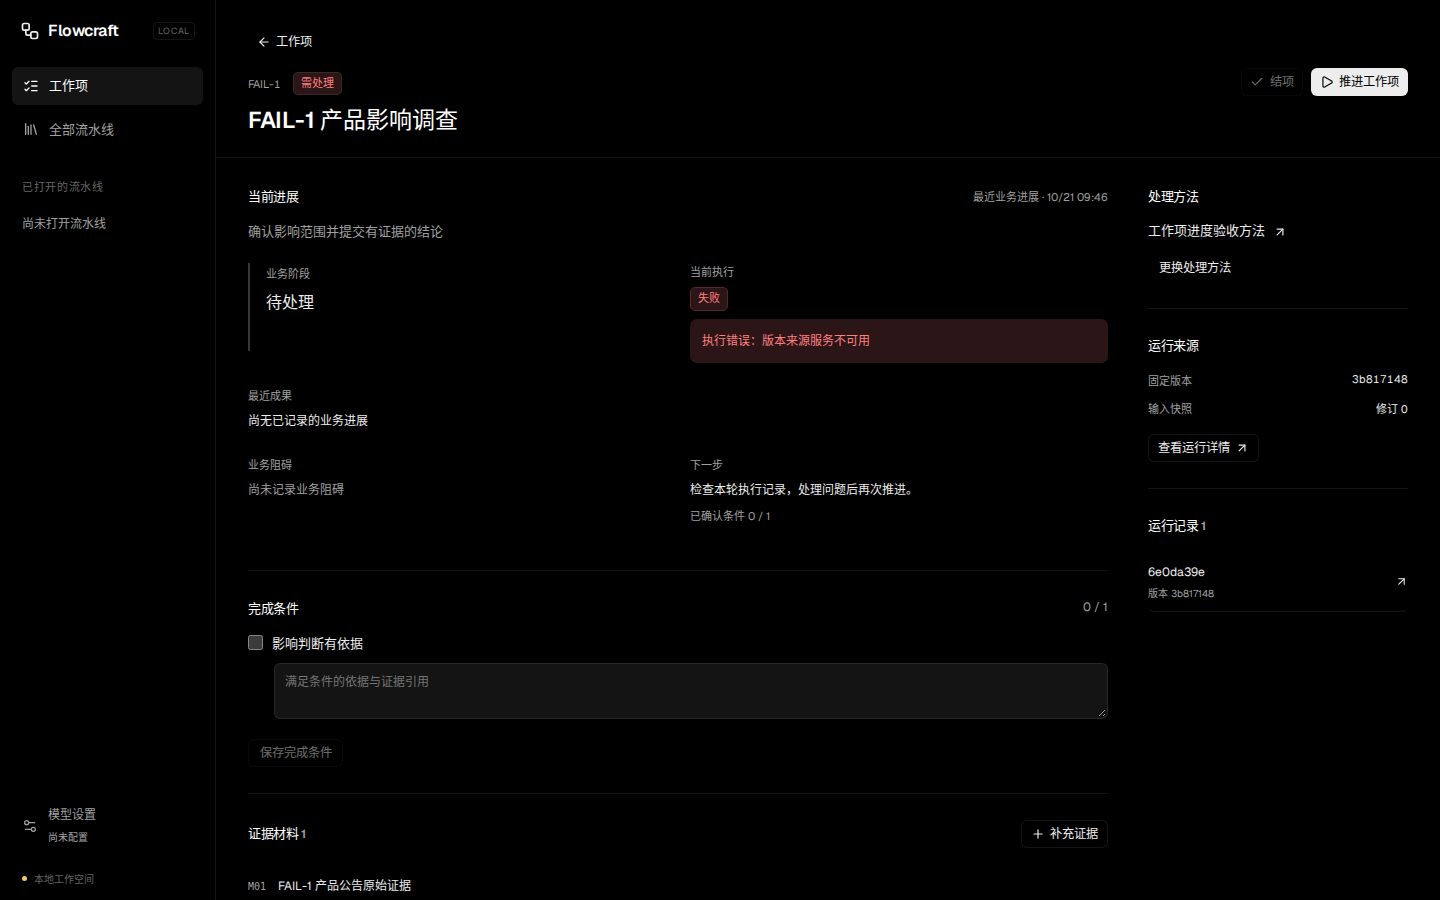 Flowcraft
LOCAL
工作项
全部流水线
已打开的流水线
尚未打开流水线
模型设置
尚未配置
本地工作空间
工作项
FAIL-1
需处理
FAIL-1 产品影响调查
结项
推进工作项
当前进展
最近业务进展 · 10/21 09:46
确认影响范围并提交有证据的结论
业务阶段
待处理
当前执行
失败
执行错误：版本来源服务不可用
最近成果
尚无已记录的业务进展
业务阻碍
尚未记录业务阻碍
下一步
检查本轮执行记录，处理问题后再次推进。
已确认条件 0 / 1
完成条件
0 / 1
影响判断有依据
满足条件的依据与证据引用
保存完成条件
证据材料 1
补充证据
M01 FAIL-1 产品公告原始证据
处理方法
工作项进度验收方法
更换处理方法
运行来源
固定版本
3b817148
输入快照
修订 0
查看运行详情
运行记录 1
6e0da39e
版本 3b817148